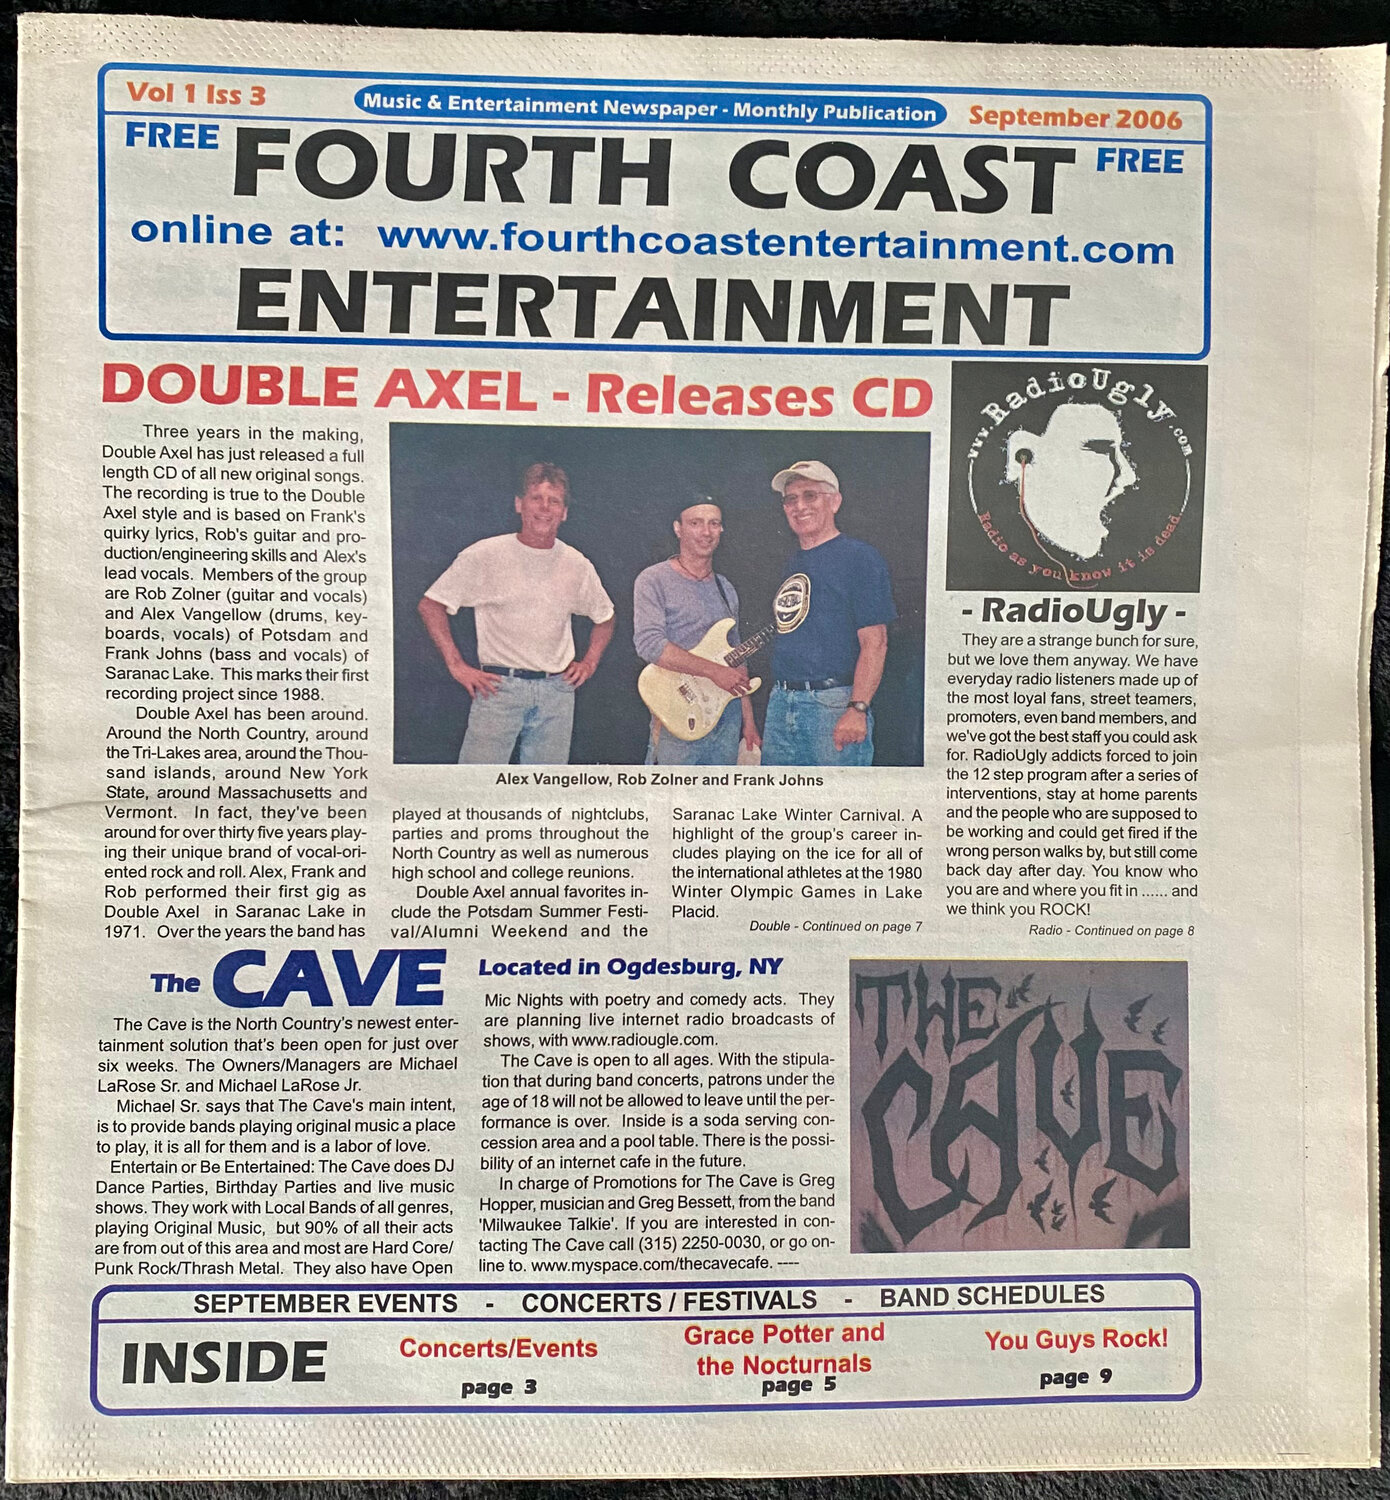 Vol 1 Iss 3
Music & Entertainment Newspaper - Monthly Publication
September 2006
FREE
FOURTH COAST
FREE
online at: www.fourthcoastentertainment.com
ENTERTAINMENT
DOUBLE AXEL - Releases CD
Three years in the making,
Double Axel has just released a full
length CD of all new original songs.
The recording is true to the Double
Axel style and is based on Frank's
quirky lyrics, Rob's guitar and pro-
duction/engineering skills and Alex's
lead vocals. Members of the group
are Rob Zolner (guitar and vocals)
and Alex Vangellow (drums, key-
boards, vocals) of Potsdam and
Frank Johns (bass and vocals) of
Saranac Lake. This marks their first
recording project since 1988.
Double Axel has been around.
Around the North Country, around
the Tri-Lakes area, around the Thou-
sand islands, around New York
State, around Massachusetts and
Vermont. In fact, they've been
around for over thirty five years play-
ing their unique brand of vocal-ori-
ented rock and roll. Alex, Frank and
Rob performed their first gig as
Double Axel in Saranac Lake in
1971. Over the years the band has
Alex Vangellow, Rob Zolner and Frank Johns
played at thousands of nightclubs,
parties and proms throughout the
North Country as well as numerous
high school and college reunions.
Double Axel annual favorites in-
clude the Potsdam Summer Festi-
val/Alumni Weekend and the
Saranac Lake Winter Carnival. A
highlight of the group's career in-
cludes playing on the ice for all of
the international athletes at the 1980
Winter Olympic Games in Lake
Placid.
Double - Continued on page 7
www.RadioUgly.com
Radio as you know it is dead
- RadioUgly -
They are a strange bunch for sure,
but we love them anyway. We have
everyday radio listeners made up of
the most loyal fans, street teamers,
promoters, even band members, and
we've got the best staff you could ask
for. RadioUgly addicts forced to join
the 12 step program after a series of
interventions, stay at home parents
and the people who are supposed to
be working and could get fired if the
wrong person walks by, but still come
back day after day. You know who
you are and where you fit in ...... and
we think you ROCK!
Radio - Continued on page 8
The CAVE
Located in Ogdesburg, NY
The Cave is the North Country's newest enter-
tainment solution that's been open for just over
six weeks. The Owners/Managers are Michael
LaRose Sr. and Michael LaRose Jr.
Michael Sr. says that The Cave's main intent,
is to provide bands playing original music a place
to play, it is all for them and is a labor of love.
Entertain or Be Entertained: The Cave does DJ
Dance Parties, Birthday Parties and live music
shows. They work with Local Bands of all genres,
playing Original Music, but 90% of all their acts
are from out of this area and most are Hard Core/
Punk Rock/Thrash Metal. They also have Open
Mic Nights with poetry and comedy acts. They
are planning live internet radio broadcasts of
shows, with www.radiougle.com.
The Cave is open to all ages. With the stipula-
tion that during band concerts, patrons under the
age of 18 will not be allowed to leave until the per-
formance is over. Inside is a soda serving con-
cession area and a pool table. There is the possi-
bility of an internet cafe in the future.
In charge of Promotions for The Cave is Greg
Hopper, musician and Greg Bessett, from the band
'Milwaukee Talkie'. If you are interested in con-
tacting The Cave call (315) 2250-0030, or go on-
line to. www.myspace.com/thecavecafe. ----
THE
CAVE
SEPTEMBER EVENTS - CONCERTS / FESTIVALS - BAND SCHEDULES
INSIDE
Concerts/Events
page 3
Grace Potter and
the Nocturnals
page 5
You Guys Rock!
page 9